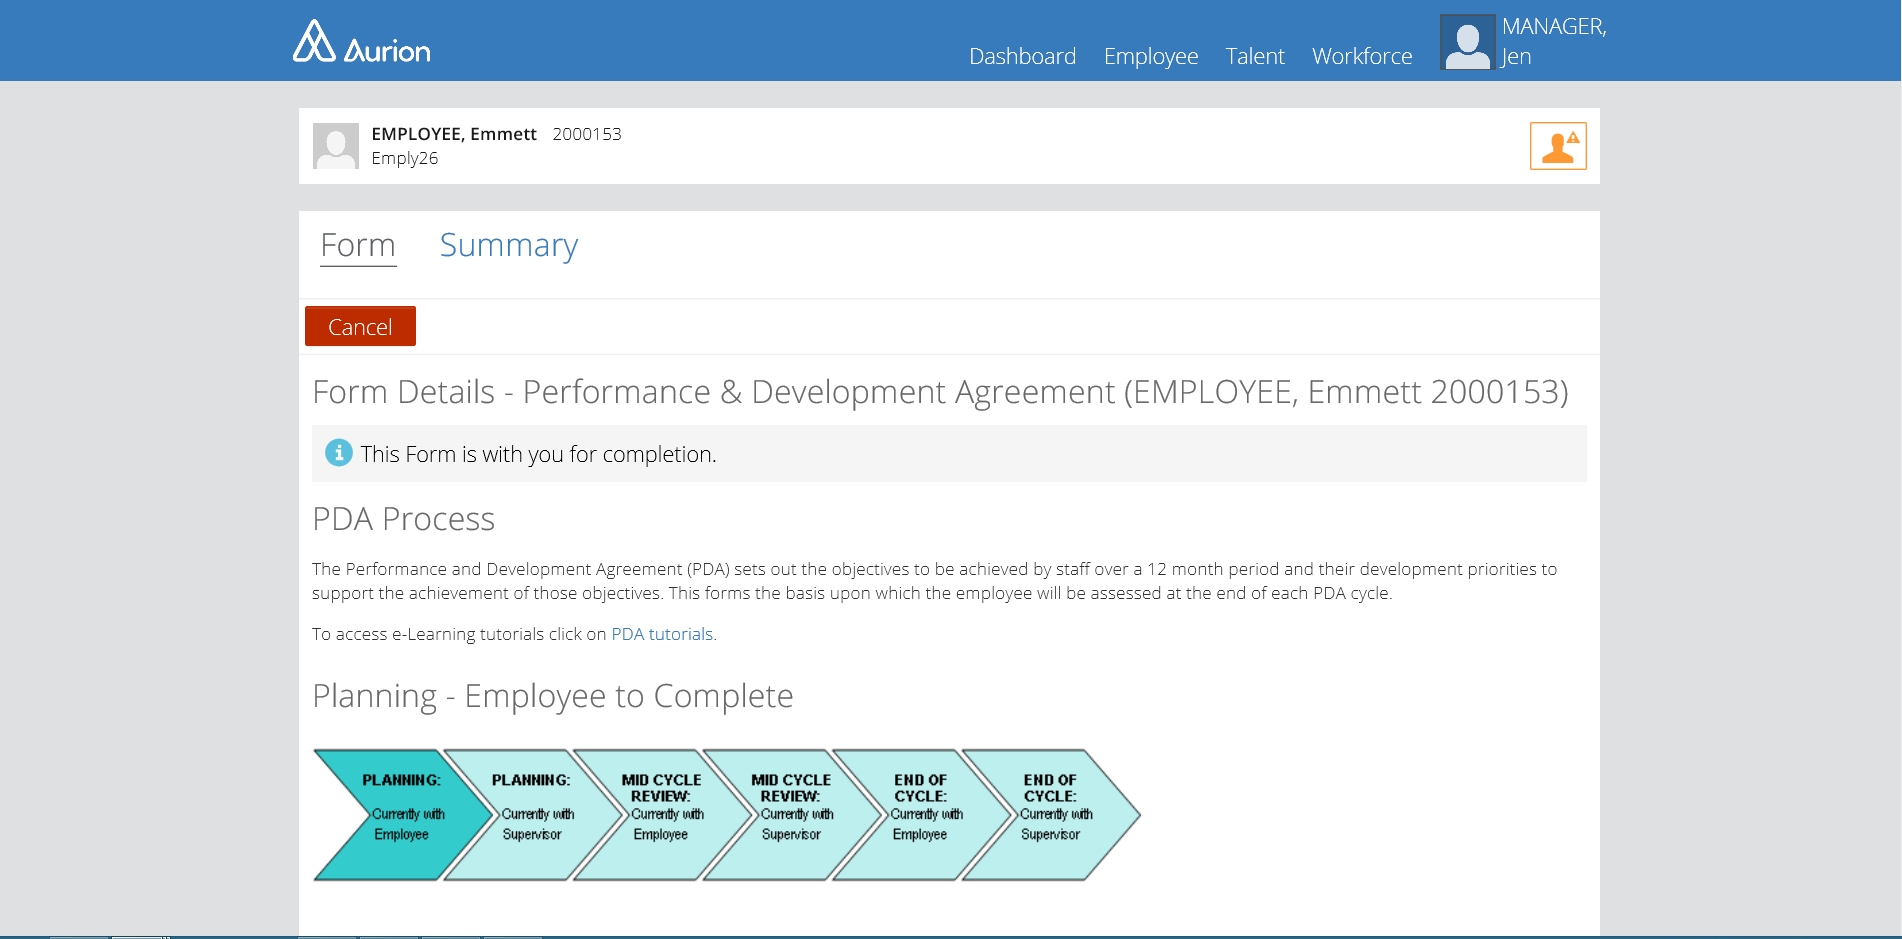 Aurion
Dashboard Employee Talent Workforce
MANAGER,
Jen
EMPLOYEE, Emmett 2000153
Emply26
Form Summary
Cancel
Form Details - Performance & Development Agreement (EMPLOYEE, Emmett 2000153)
This Form is with you for completion.
PDA Process
The Performance and Development Agreement (PDA) sets out the objectives to be achieved by staff over a 12 month period and their development priorities to
support the achievement of those objectives. This forms the basis upon which the employee will be assessed at the end of each PDA cycle.
To access e-Learning tutorials click on PDA tutorials.
Planning - Employee to Complete
PLANNING:
Currently with
Employee
PLANNING:
Currently with
Supervisor
MID CYCLE
REVIEW:
Currently with
Employee
MID CYCLE
REVIEW:
Currently with
Supervisor
END OF
CYCLE:
Currently with
Employee
END OF
CYCLE:
Currently with
Supervisor